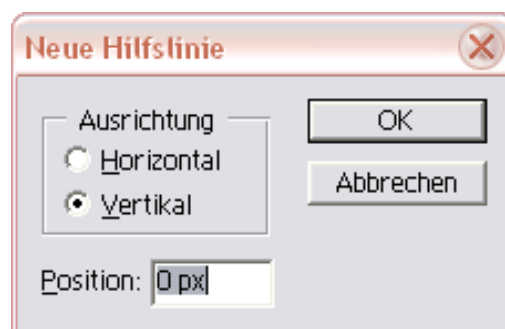 Neue Hilfslinie
Ausrichtung
Horizontal
Vertikal
OK
Abbrechen
Position: 0 px